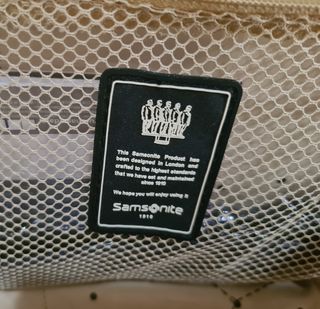 This Samsonite Product has
been designed in London and
crafted to the highest standards
that we have set and maintained
since 1910
We hope you will enjoy using it
Samsonite
1910